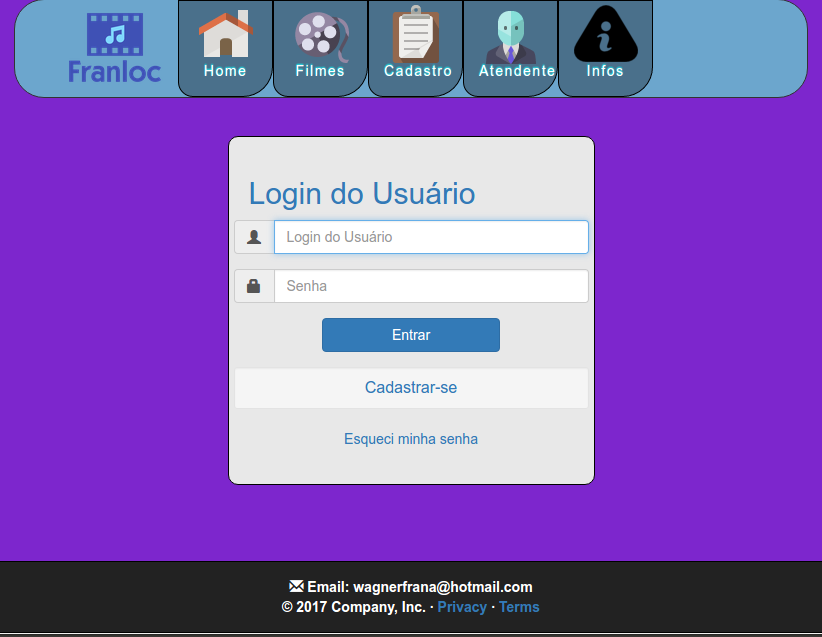 Franloc
Home
Filmes
Cadastro
Atendente
Infos
Login do Usuário
Login do Usuário
Senha
Entrar
Cadastrar-se
Esqueci minha senha
Email: wagnerfrana@hotmail.com
© 2017 Company, Inc. · Privacy · Terms